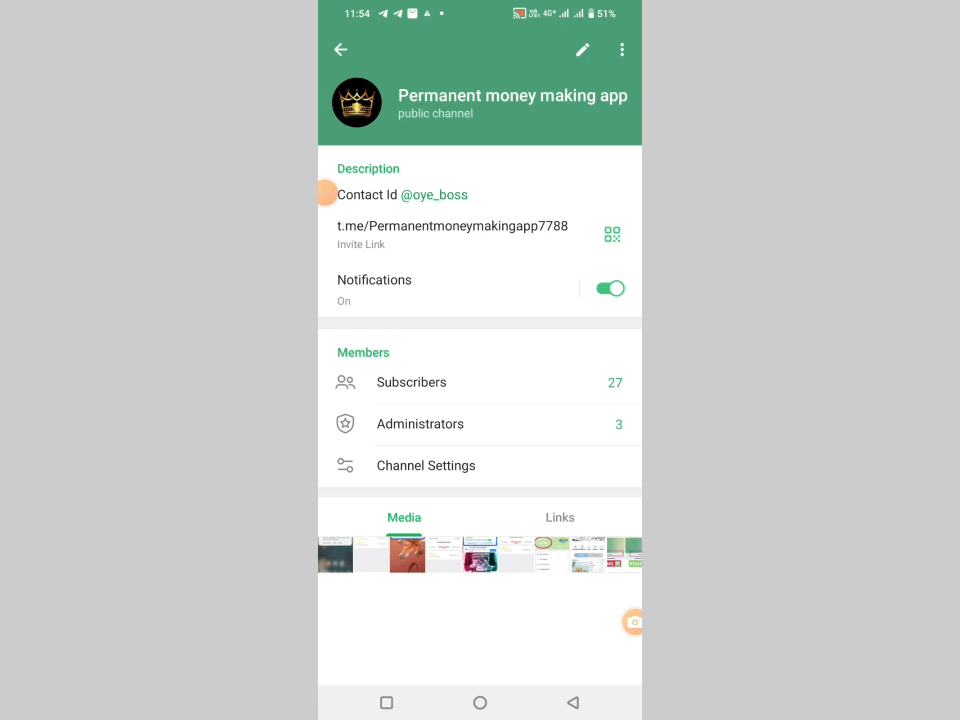 11:54 4G+ 51%
Permanent money making app
public channel
Description
Contact Id @oye_boss
t.me/Permanentmoneymakingapp7788
Invite Link
Notifications
On
Members
Subscribers 27
Administrators 3
Channel Settings
Media Links